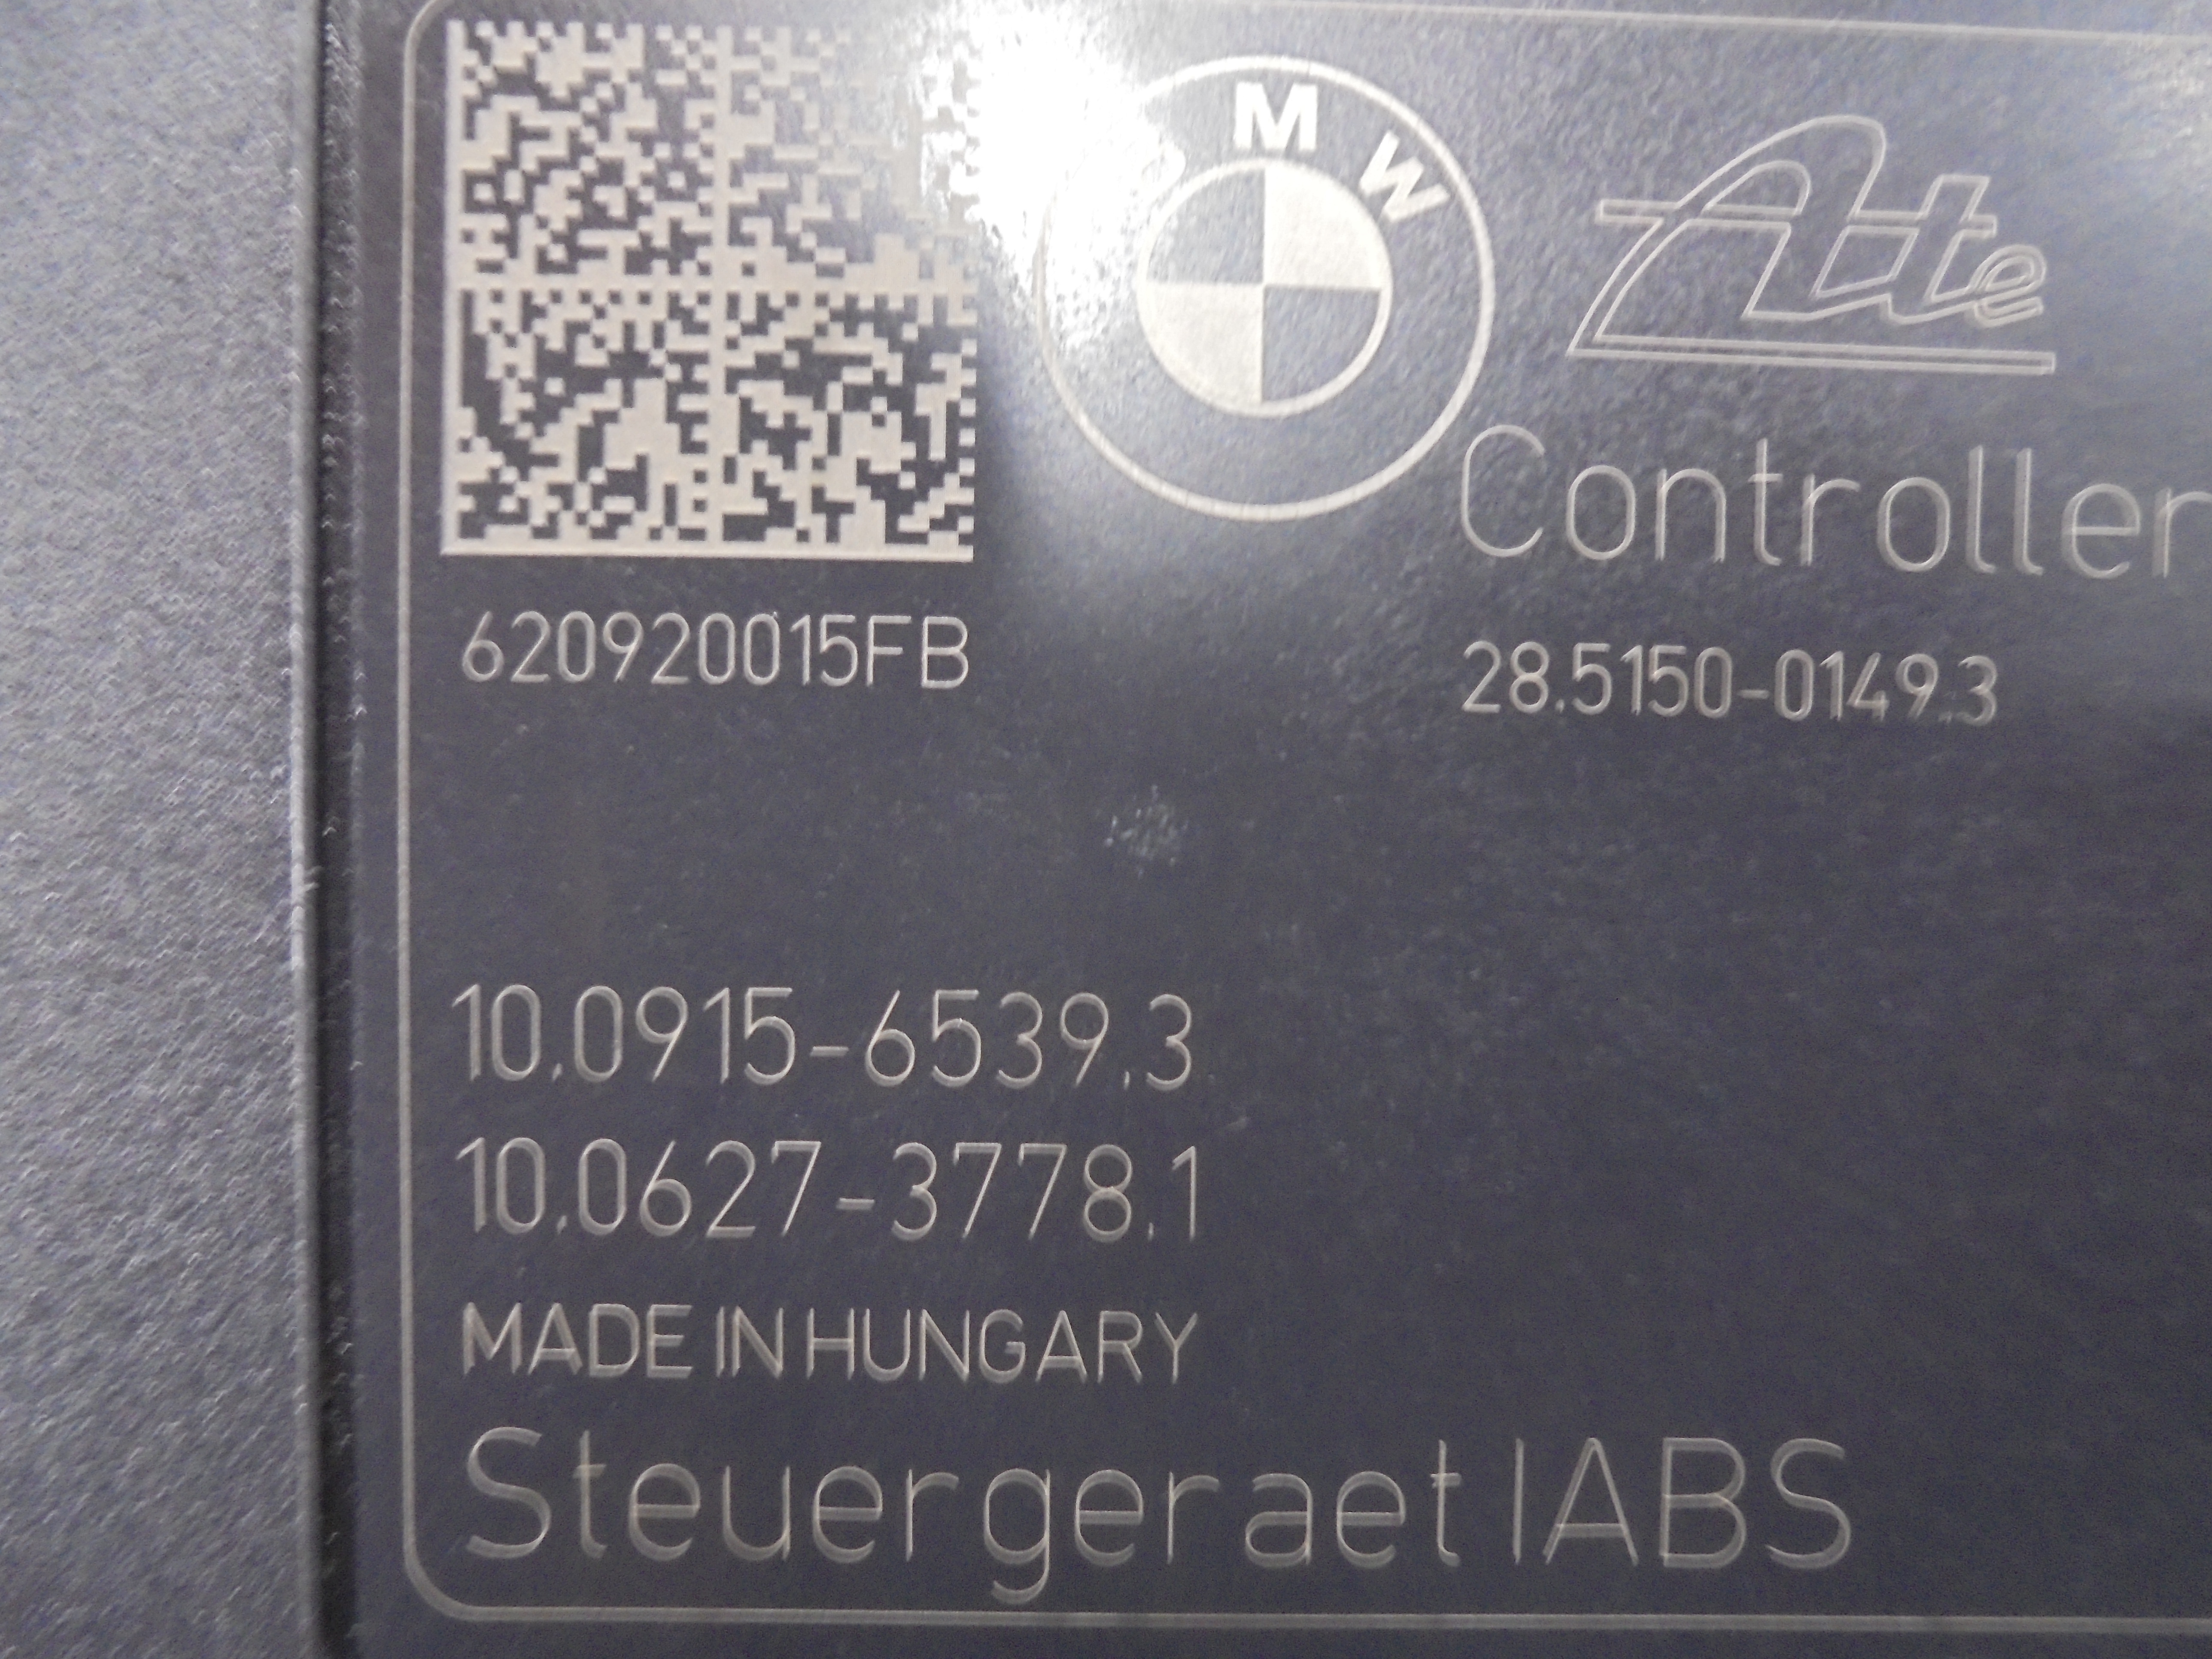 BMW
Ate
Controller
620920015FB
28.5150-0149.3
10.0915-6539.3
10.0627-3778.1
MADE IN HUNGARY
Steuergeraet IABS